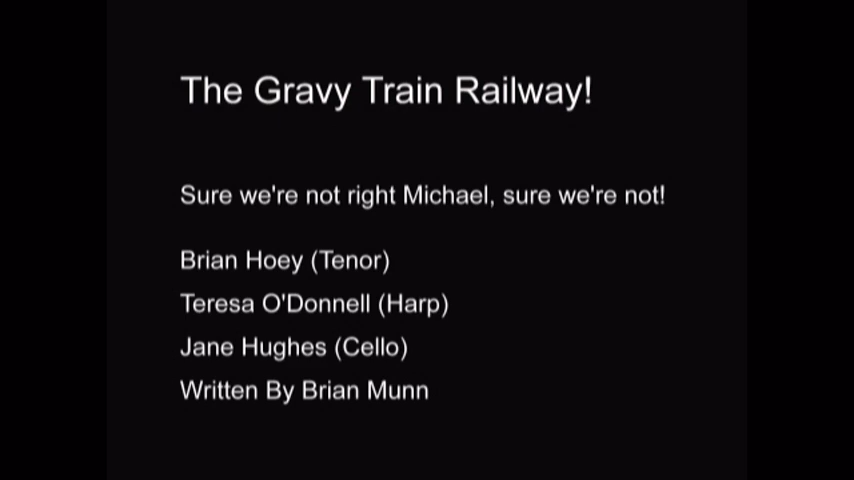 The Gravy Train Railway!
Sure we're not right Michael, sure we're not!
Brian Hoey (Tenor)
Teresa O'Donnell (Harp)
Jane Hughes (Cello)
Written By Brian Munn